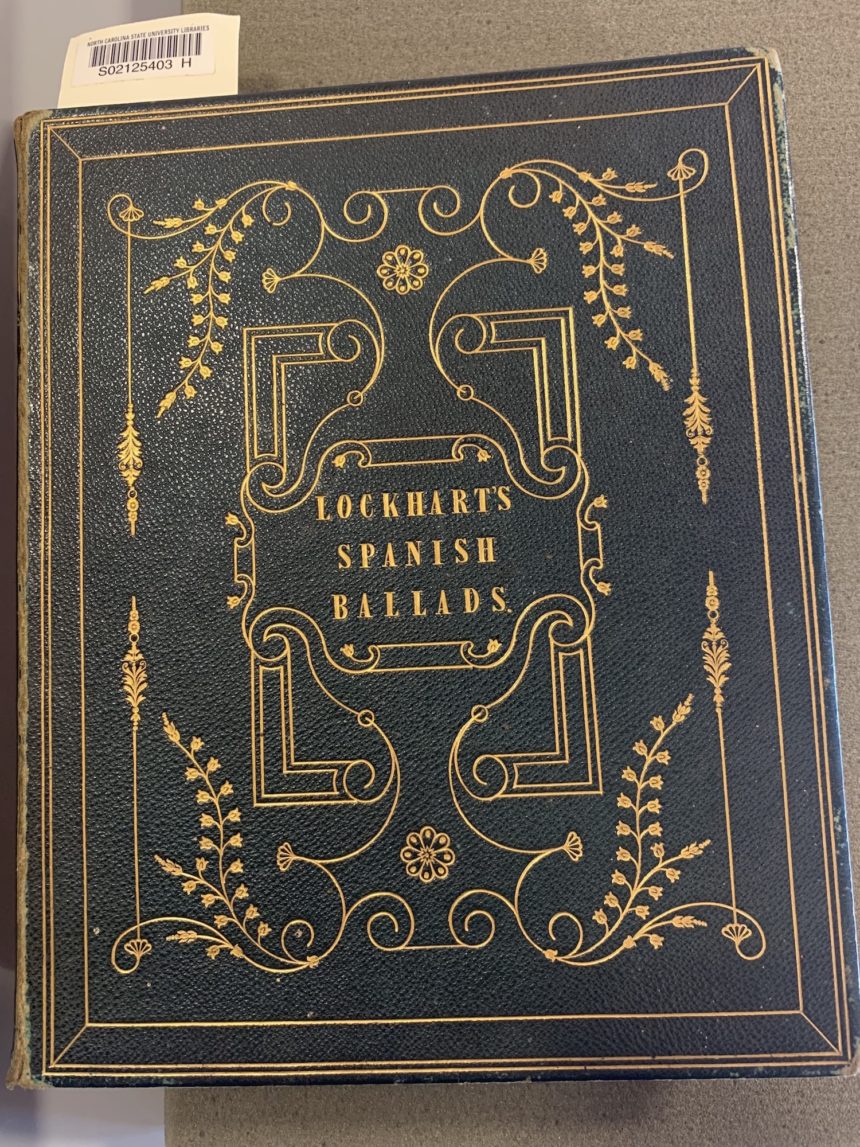 NORTH CAROLINA STATE UNIVERSITY LIBRARIES
S02125403 H
LOCKHART'S
SPANISH
BALLADS.